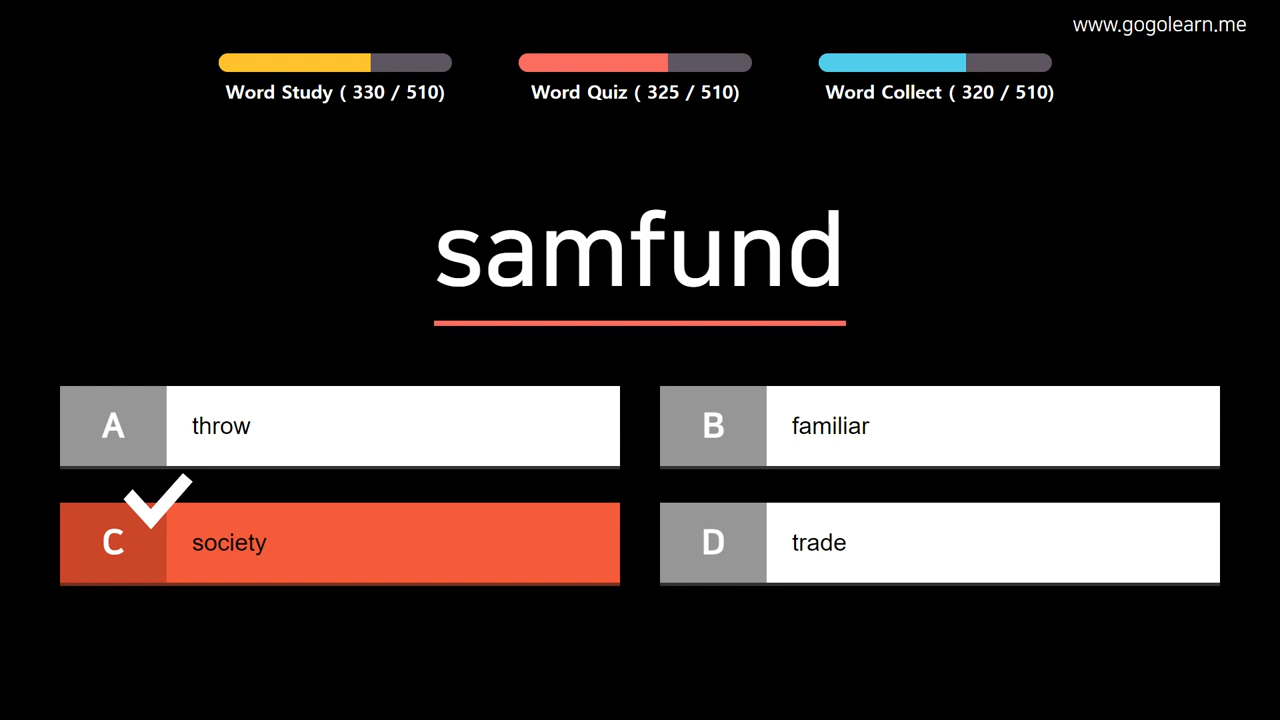 www.gogolearn.me
Word Study ( 330 / 510)
Word Quiz ( 325 / 510)
Word Collect ( 320 / 510)
samfund
A throw
B familiar
C society
D trade